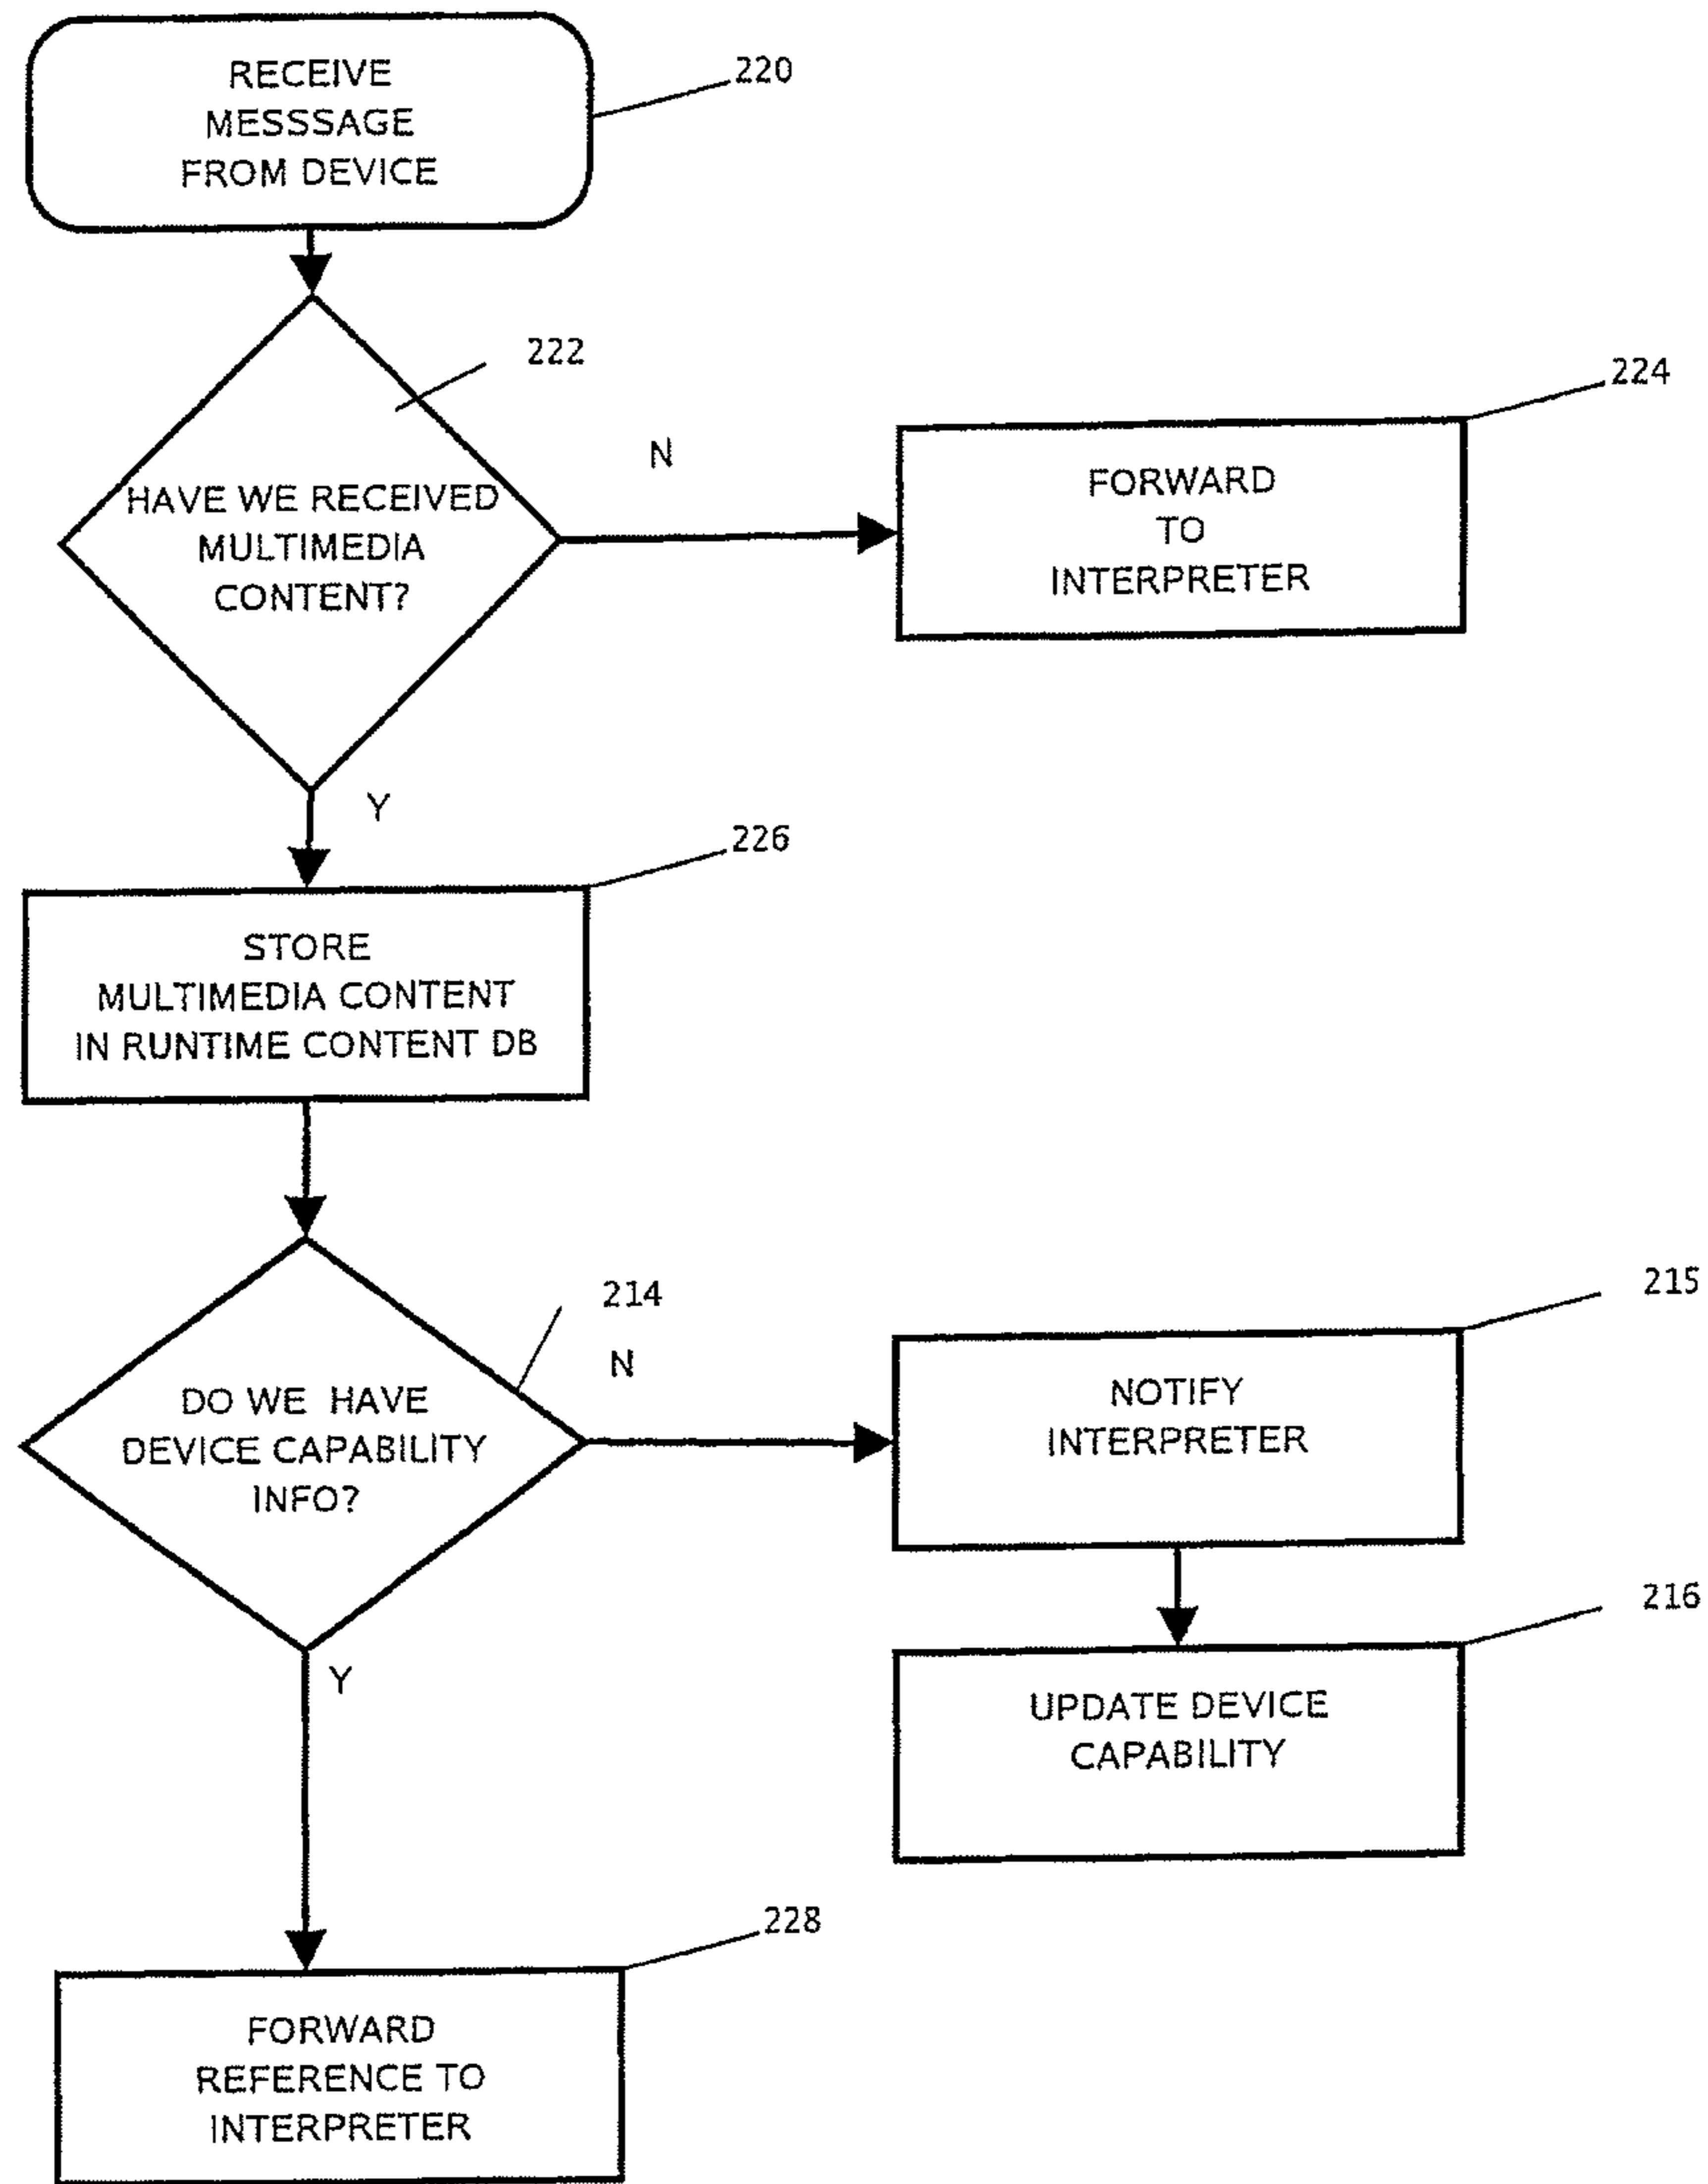 RECEIVE
MESSSAGE
FROM DEVICE
220
222
HAVE WE RECEIVED
MULTIMEDIA
CONTENT?
N
224
FORWARD
TO
INTERPRETER
Y
226
STORE
MULTIMEDIA CONTENT
IN RUNTIME CONTENT DB
214
DO WE HAVE
DEVICE CAPABILITY
INFO?
N
215
NOTIFY
INTERPRETER
216
UPDATE DEVICE
CAPABILITY
Y
228
FORWARD
REFERENCE TO
INTERPRETER